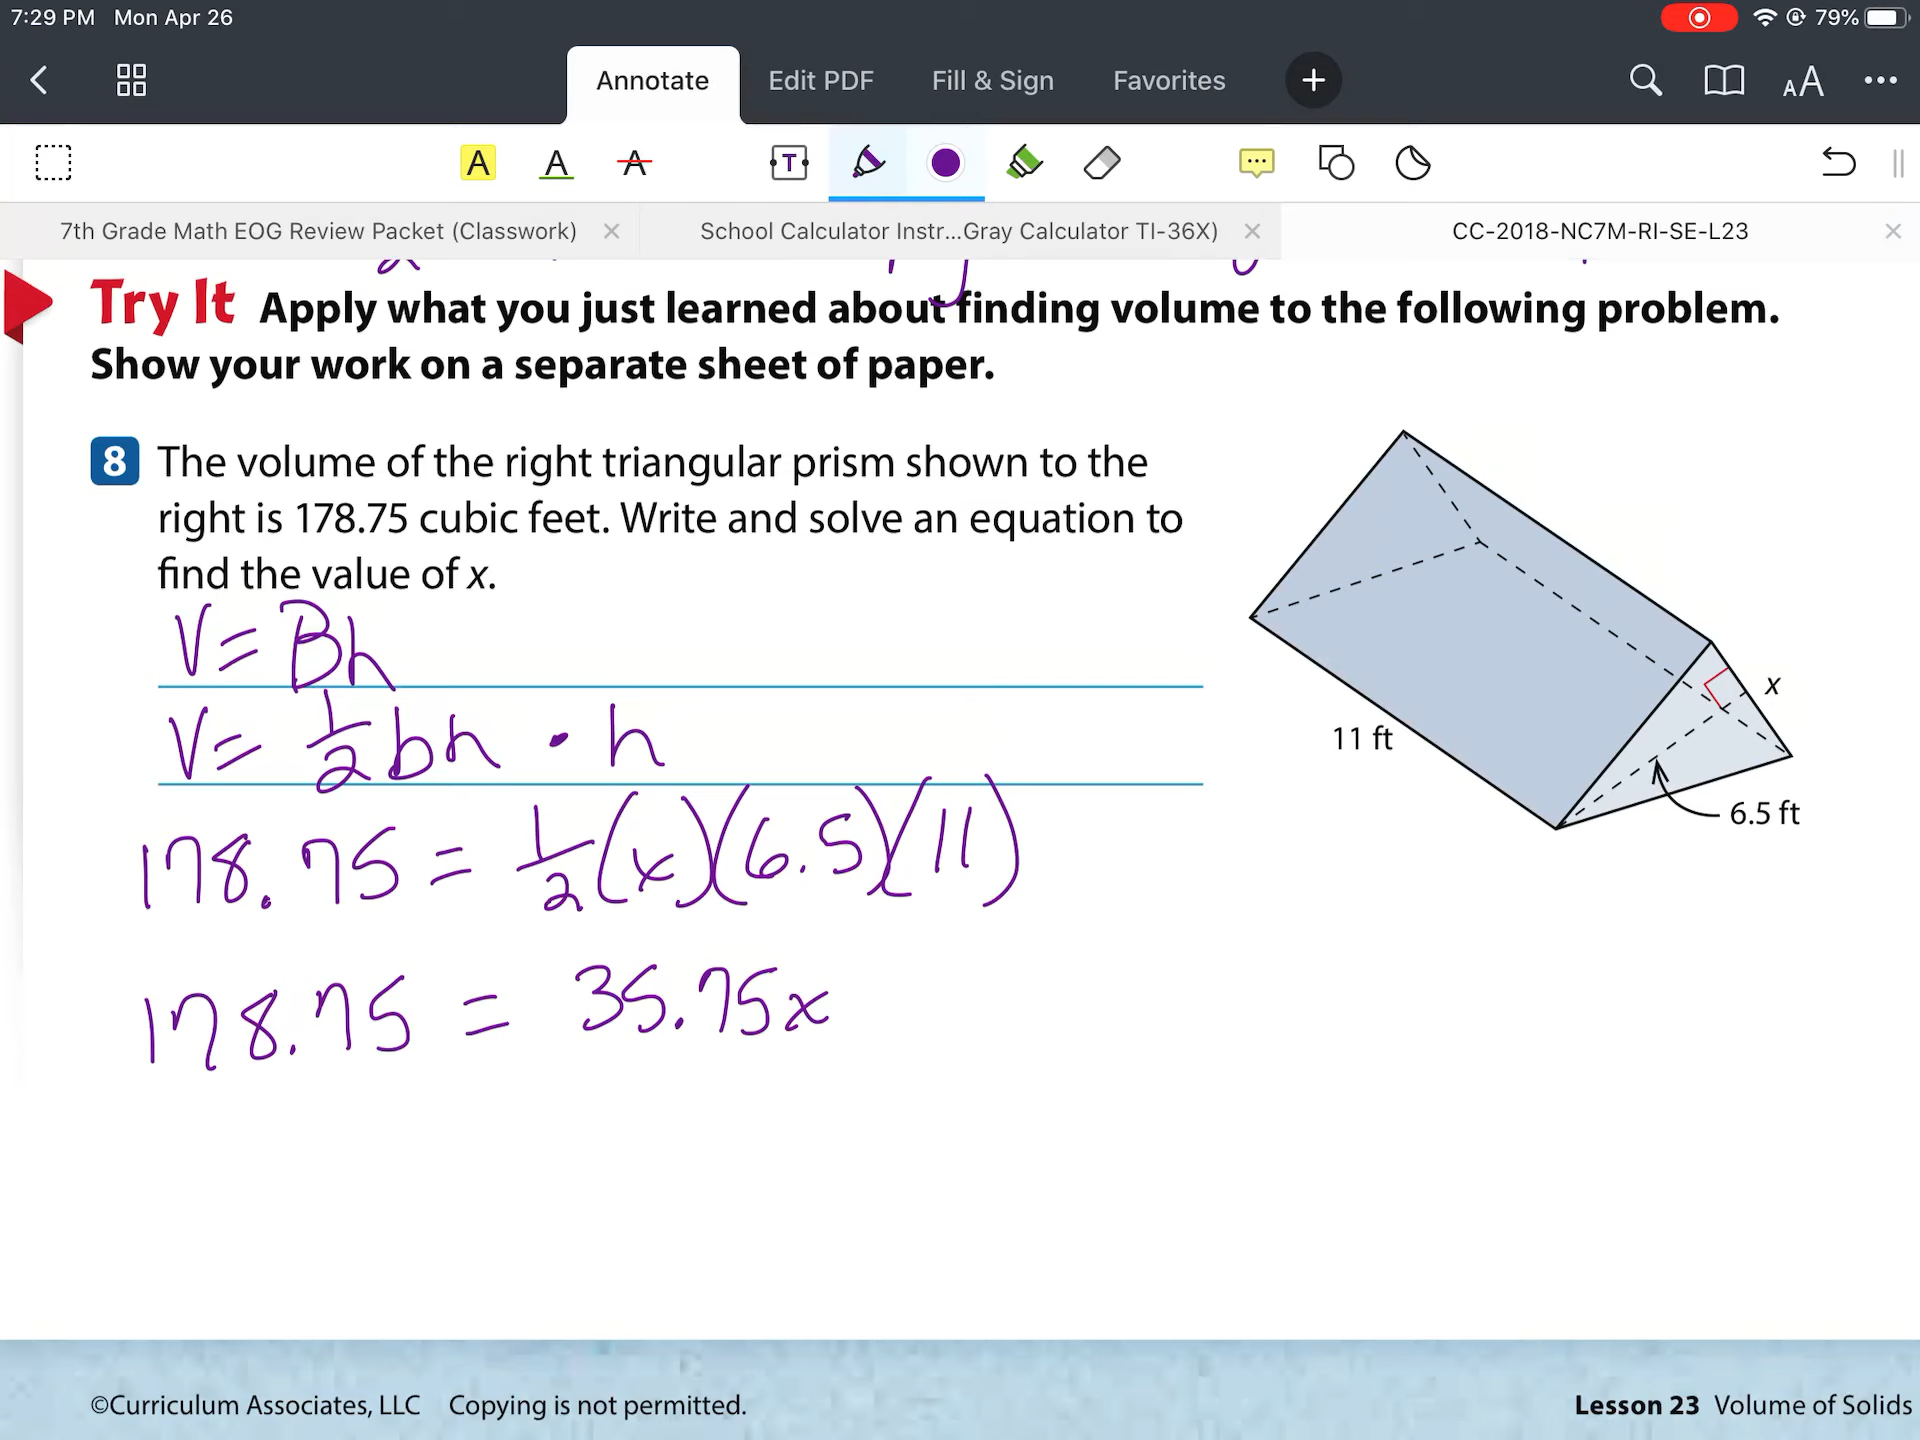 7:29 PM Mon Apr 26 79%
Annotate Edit PDF Fill & Sign Favorites +
AA
A A A T
7th Grade Math EOG Review Packet (Classwork) × School Calculator Instr...Gray Calculator TI-36X) × CC-2018-NC7M-RI-SE-L23 ×
Try It Apply what you just learned about finding volume to the following problem.
Show your work on a separate sheet of paper.
8 The volume of the right triangular prism shown to the
right is 178.75 cubic feet. Write and solve an equation to
find the value of x.
V = Bh
V = 1/2 bh • h
178.75 = 1/2 (x)(6.5)(11)
178.75 = 35.75x
x
11 ft
6.5 ft
©Curriculum Associates, LLC Copying is not permitted.
Lesson 23 Volume of Solids